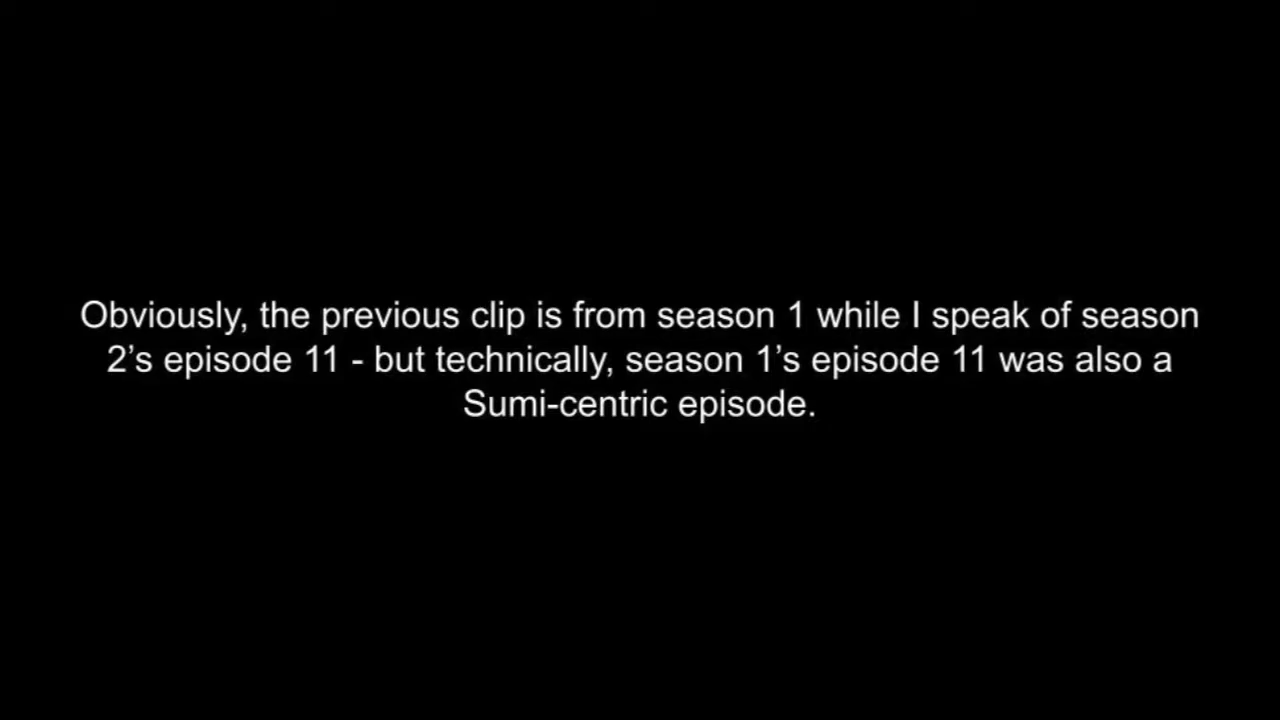 Obviously, the previous clip is from season 1 while I speak of season
2’s episode 11 - but technically, season 1’s episode 11 was also a
Sumi-centric episode.